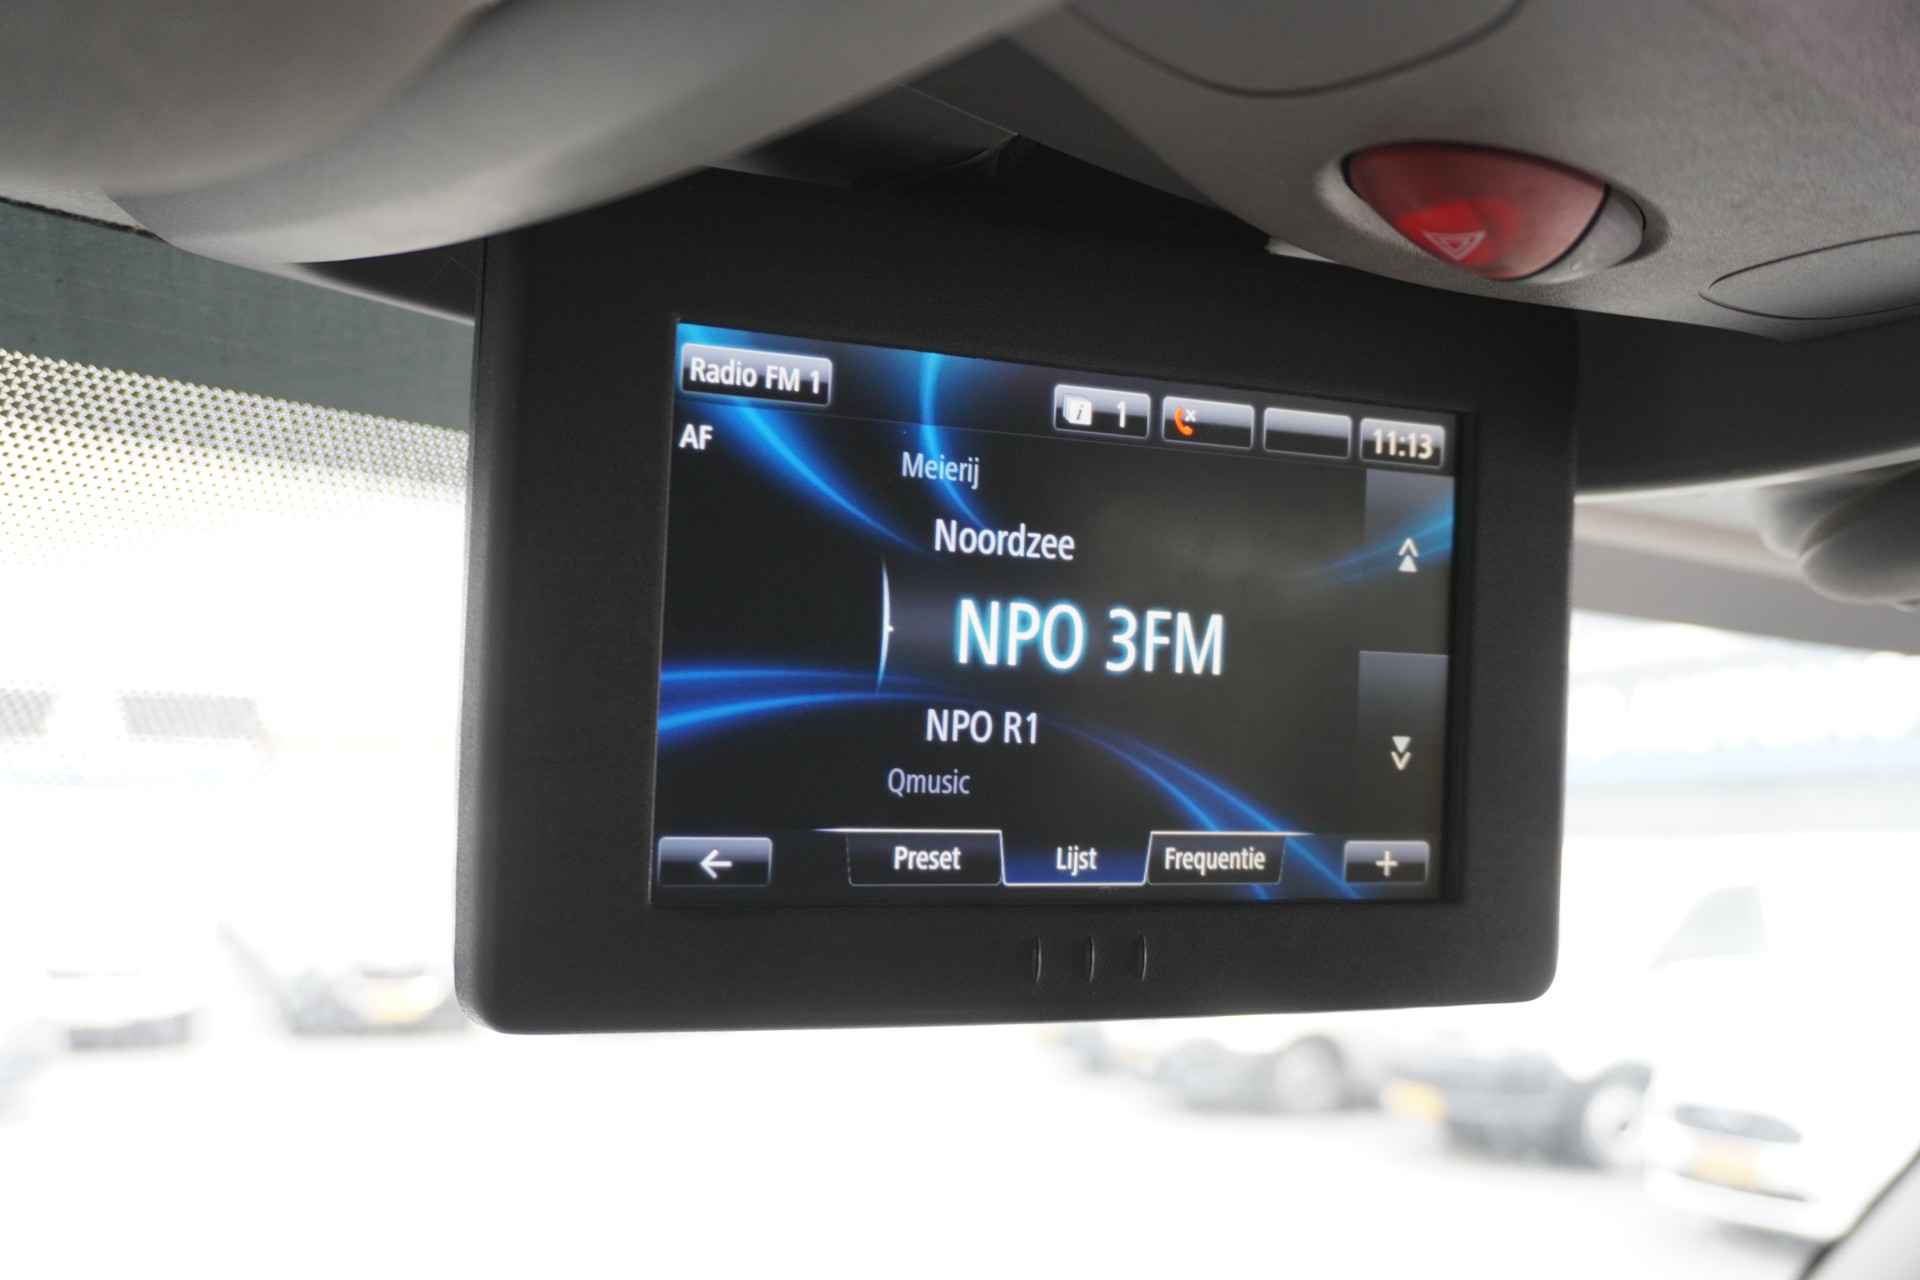 Radio FM 1
i 1
11:13
AF
Meierij
Noordzee
NPO 3FM
NPO R1
Qmusic
Preset
Lijst
Frequentie
+